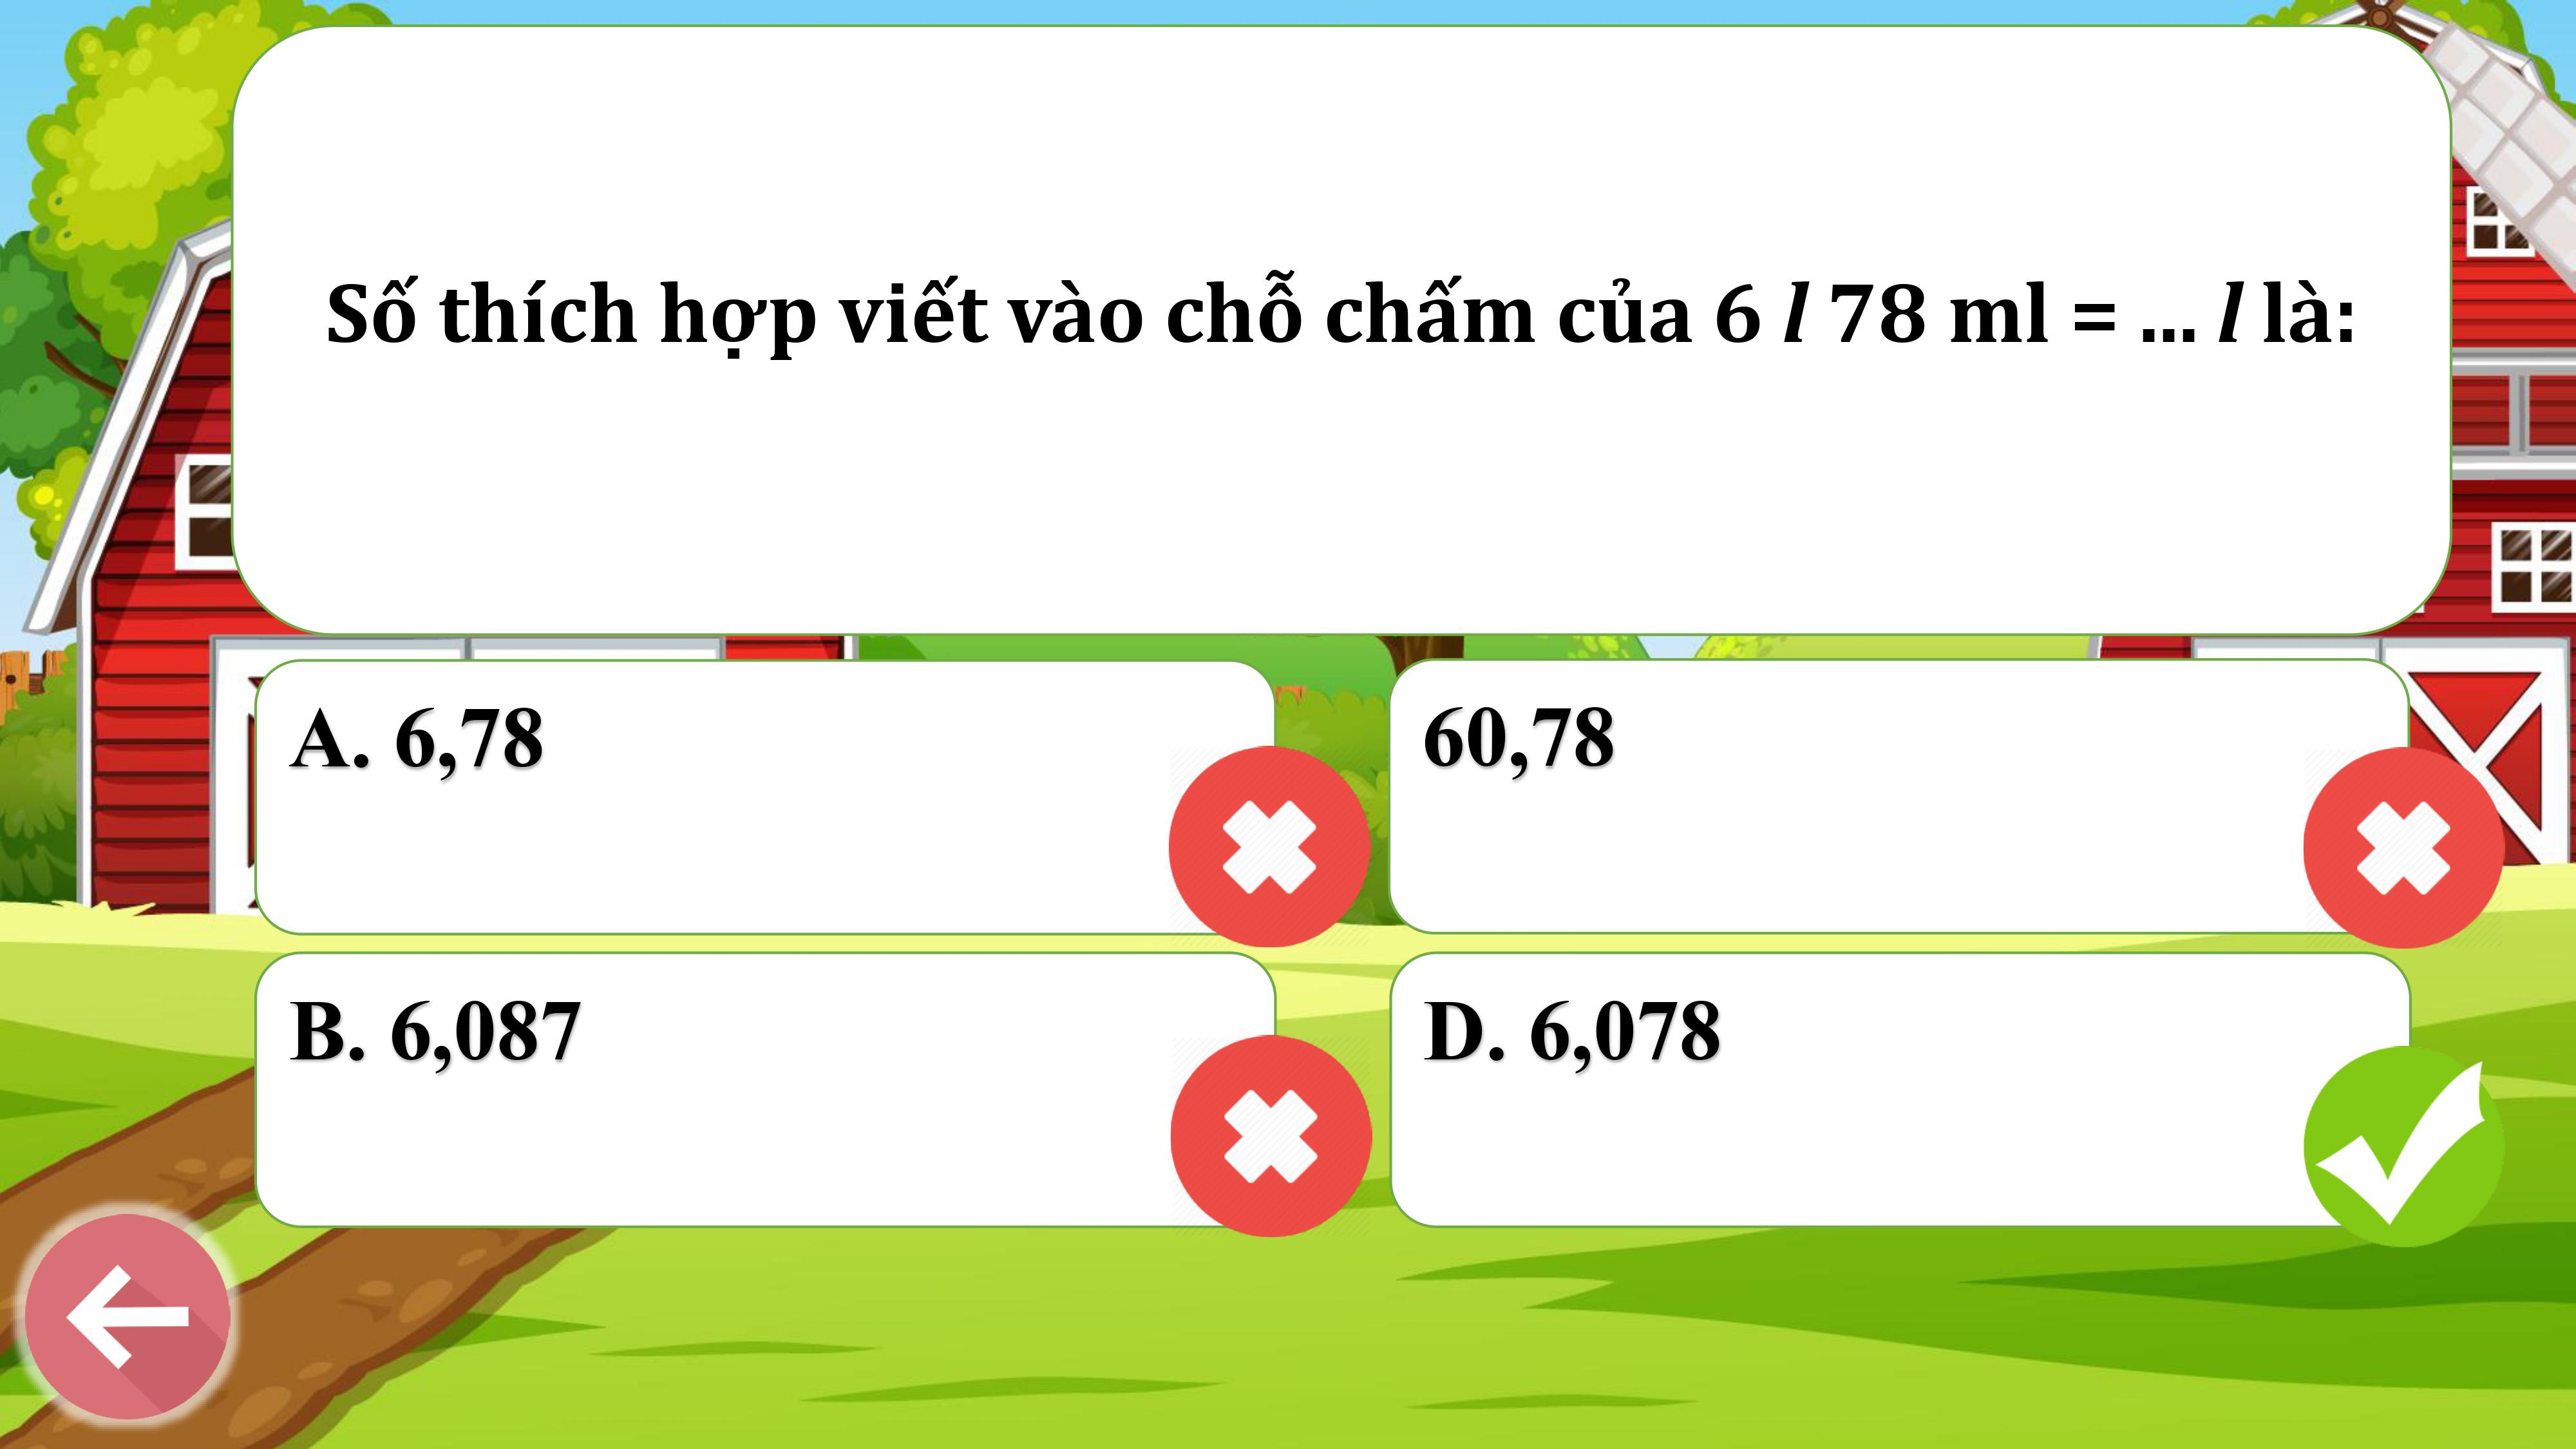 Số thích hợp viết vào chỗ chấm của 6 l 78 ml = ... l là:
A. 6,78
60,78
B. 6,087
D. 6,078